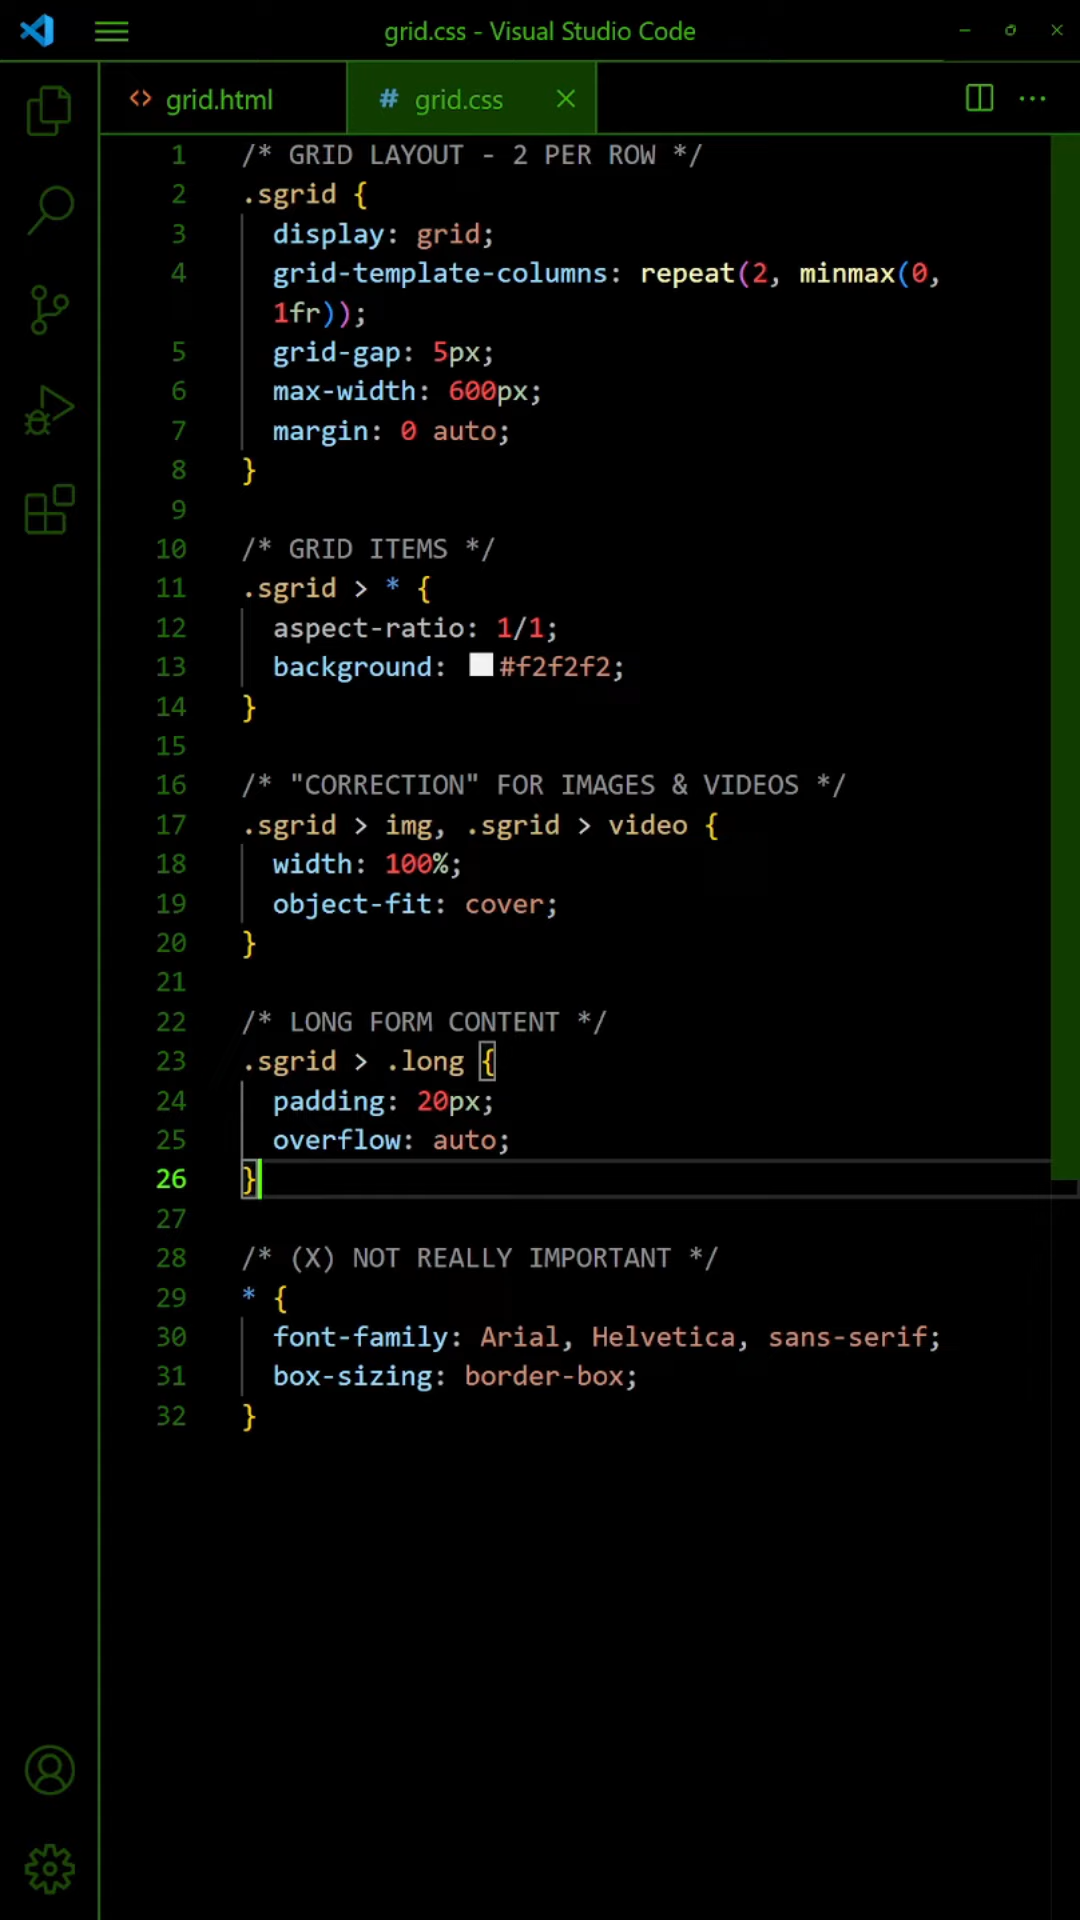 grid.css - Visual Studio Code
<> grid.html
# grid.css
1 /* GRID LAYOUT - 2 PER ROW */
2 .sgrid {
3 display: grid;
4 grid-template-columns: repeat(2, minmax(0,
1fr));
5 grid-gap: 5px;
6 max-width: 600px;
7 margin: 0 auto;
8 }
9
10 /* GRID ITEMS */
11 .sgrid > * {
12 aspect-ratio: 1/1;
13 background: #f2f2f2;
14 }
15
16 /* "CORRECTION" FOR IMAGES & VIDEOS */
17 .sgrid > img, .sgrid > video {
18 width: 100%;
19 object-fit: cover;
20 }
21
22 /* LONG FORM CONTENT */
23 .sgrid > .long {
24 padding: 20px;
25 overflow: auto;
26 }
27
28 /* (X) NOT REALLY IMPORTANT */
29 * {
30 font-family: Arial, Helvetica, sans-serif;
31 box-sizing: border-box;
32 }